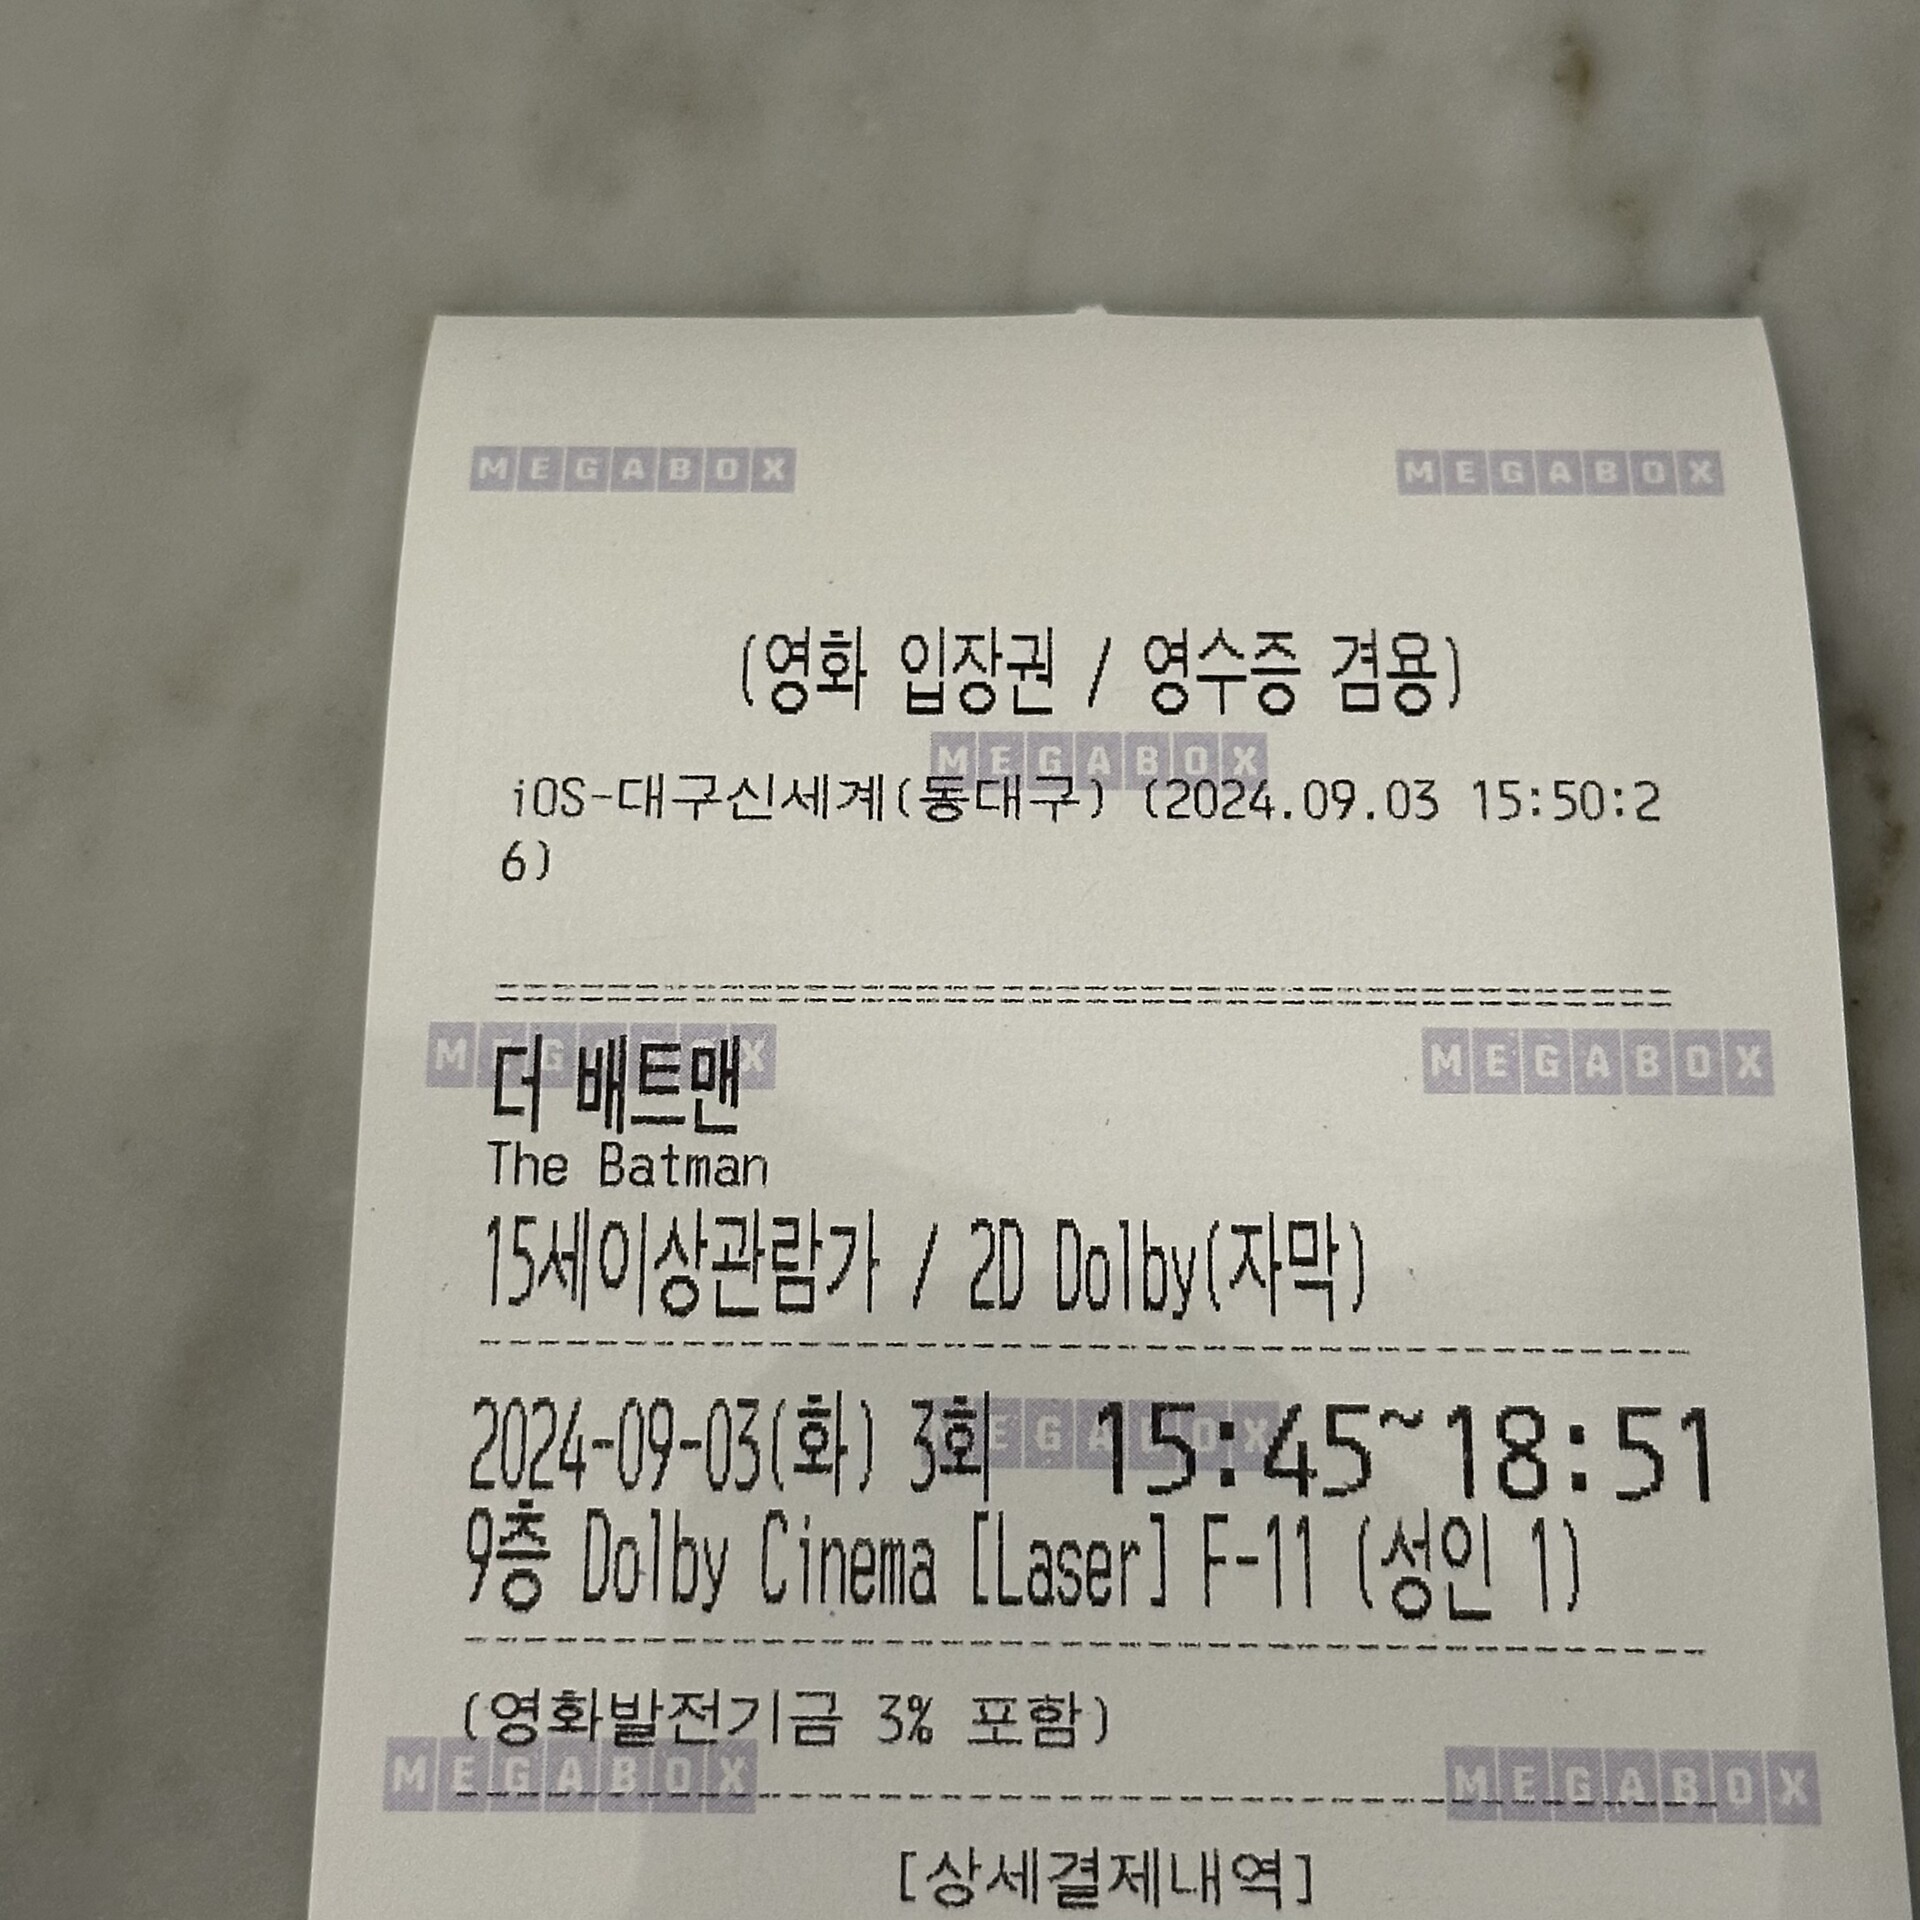 MEGABOX MEGABOX
(영화 입장권 / 영수증 겸용)
MEGABOX
iOS-대구신세계(동대구) (2024.09.03 15:50:2
6)
MEGABOX MEGABOX
더 배트맨
The Batman
15세이상관람가 / 2D Dolby(자막)
MEGABOX
2024-09-03(화) 3회 15:45~18:51
9층 Dolby Cinema [Laser] F-11 (성인 1)
(영화발전기금 3% 포함)
MEGABOX MEGABOX
[상세결제내역]